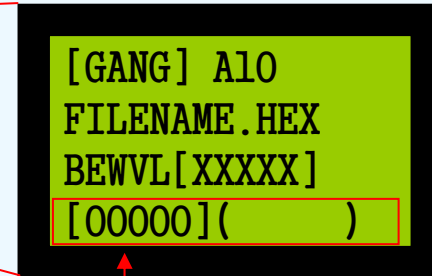 [GANG] A10
FILENAME.HEX
BEWVL[XXXXX]
[00000](        )